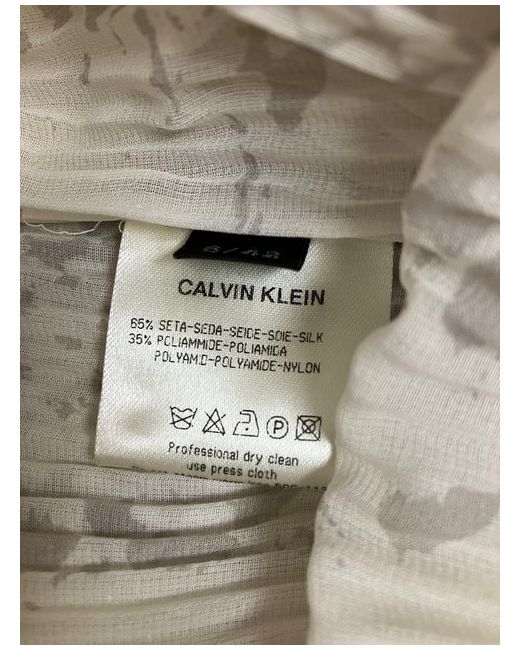 6/42
CALVIN KLEIN
65% SETA-SEDA-SEIDE-SOIE-SILK
35% POLIAMMIDE-POLIAMIDA
POLYAMID-POLYAMIDE-NYLON
P
Professional dry clean
use press cloth